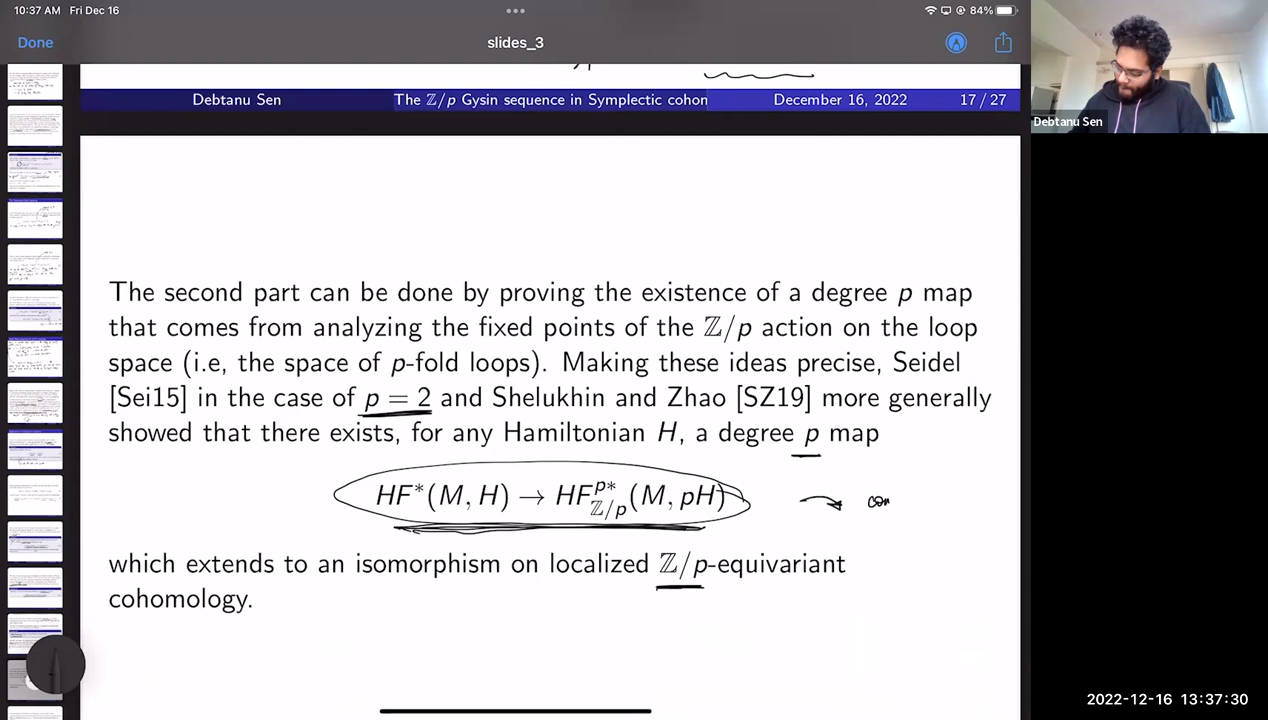 10:37 AM Fri Dec 16
84%
Done
slides_3
Debtanu Sen
The ℤ/p Gysin sequence in Symplectic cohon
December 16, 2022
17 / 27
Debtanu Sen
The second part can be done by proving the existence of a degree p map
that comes from analyzing the fixed points of the ℤ/p action on the loop
space (i.e, the space of p-fold loops). Making these ideas precise, Seidel
[Sei15] in the case of p = 2 and Shelukhin and Zhao [SZ19] more generally
showed that there exists, for any Hamiltonian H, a degree p map
HF*(M, H) → HF^{p*}_{ℤ/p}(M, pH)
con
which extends to an isomorphism on localized ℤ/p-equivariant
cohomology.
2022-12-16 13:37:30